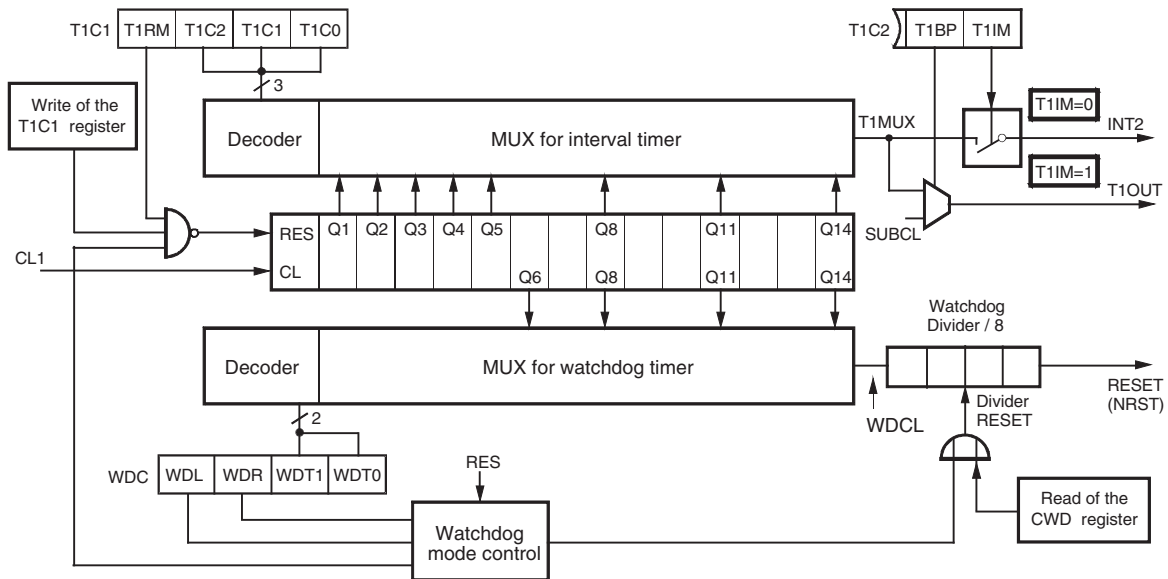 T1C1 T1RM T1C2 T1C1 T1C0
T1C2 T1BP T1IM
3
Write of the
T1C1 register
Decoder
MUX for interval timer
T1MUX
T1IM=0
INT2
T1IM=1
T1OUT
SUBCL
RES Q1 Q2 Q3 Q4 Q5 Q8 Q11 Q14
CL1
CL Q6 Q8 Q11 Q14
Decoder
MUX for watchdog timer
Watchdog
Divider / 8
RESET
(NRST)
Divider
RESET
WDCL
2
WDC WDL WDR WDT1 WDT0
RES
Watchdog
mode control
Read of the
CWD register